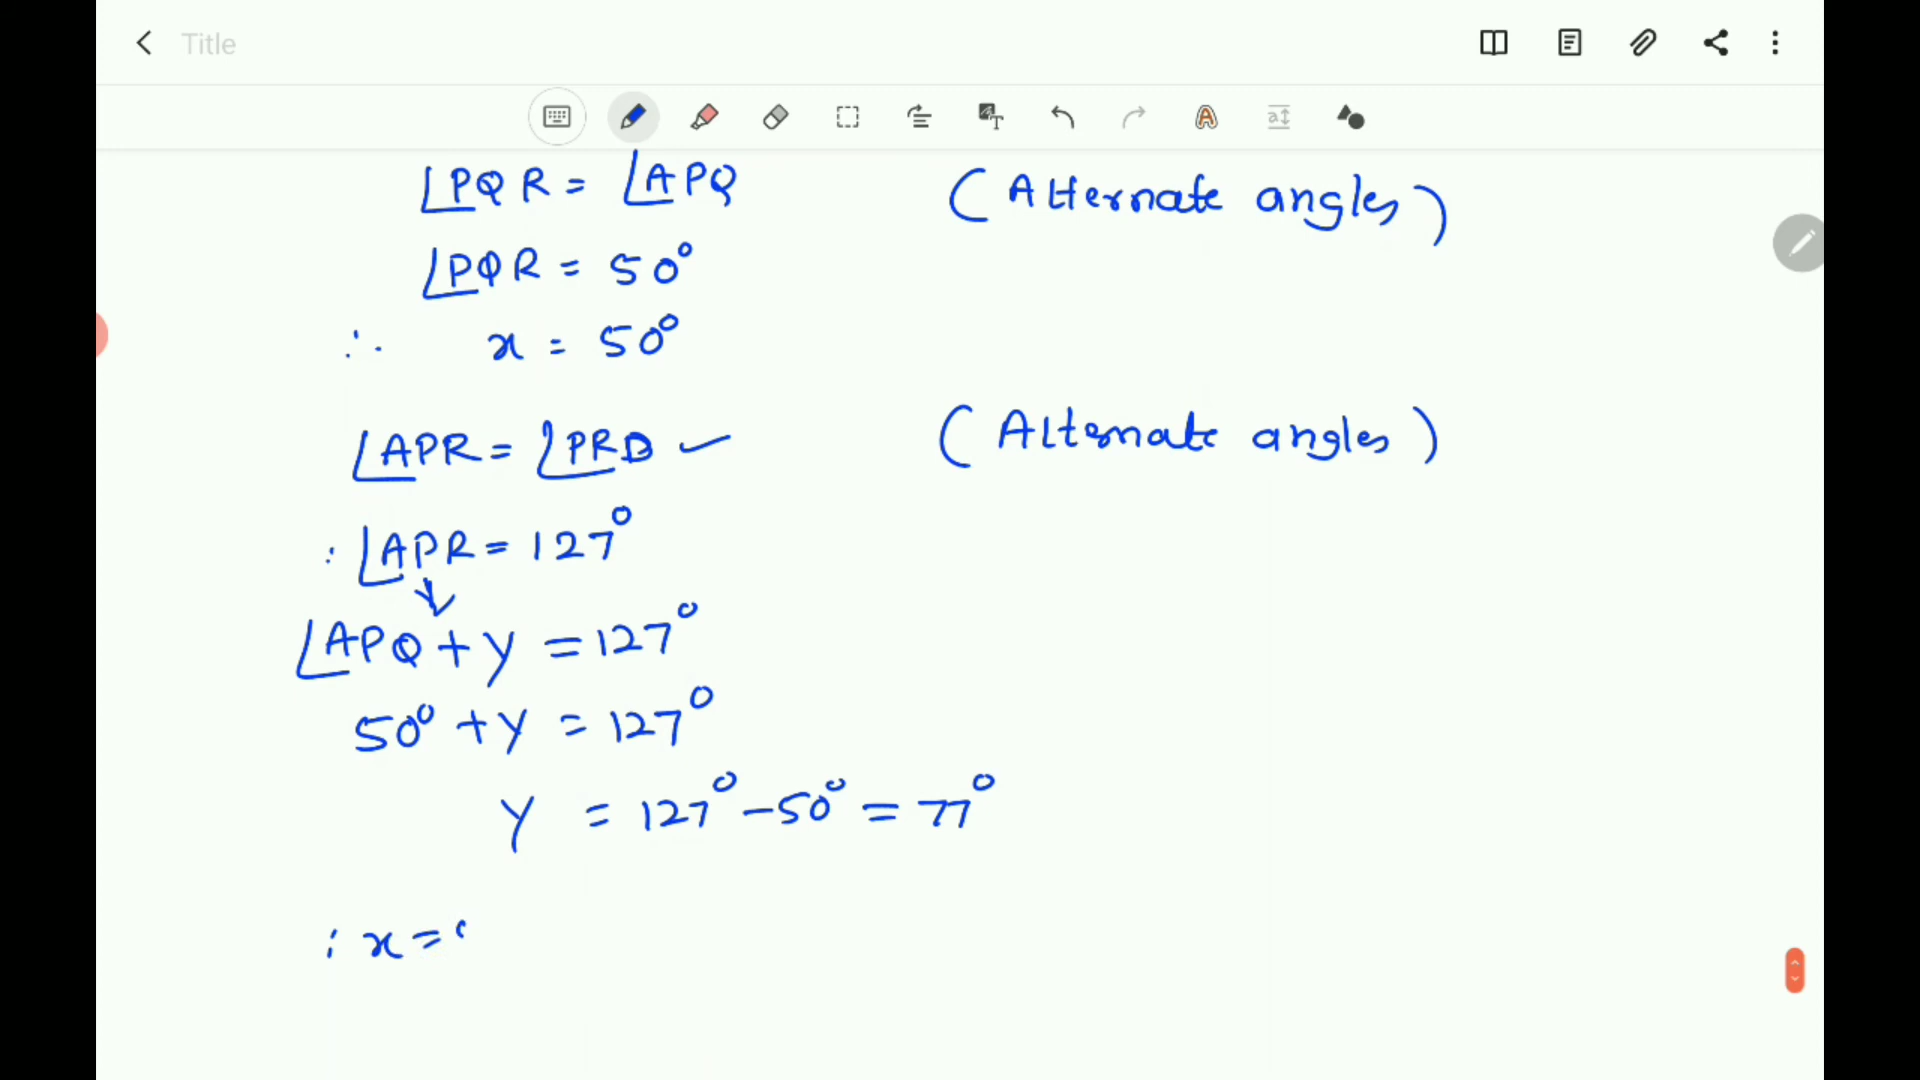 Title
∠PQR = ∠APQ (Alternate angles)
∠PQR = 50°
∴ x = 50°
∠APR = ∠PRD ✓ (Alternate angles)
∴ ∠APR = 127°
∠APQ + y = 127°
50° + y = 127°
y = 127° - 50° = 77°
∴ x =